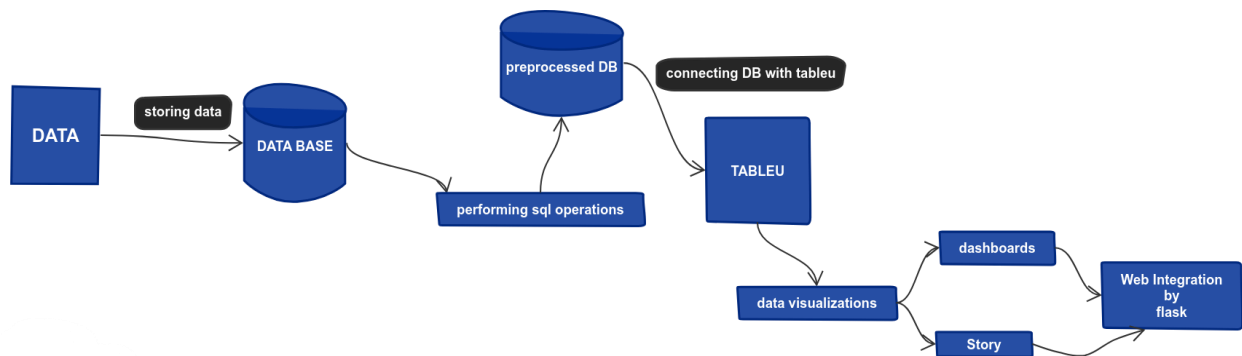 DATA
storing data
DATA BASE
performing sql operations
preprocessed DB
connecting DB with tableu
TABLEU
data visualizations
dashboards
Story
Web Integration
by
flask